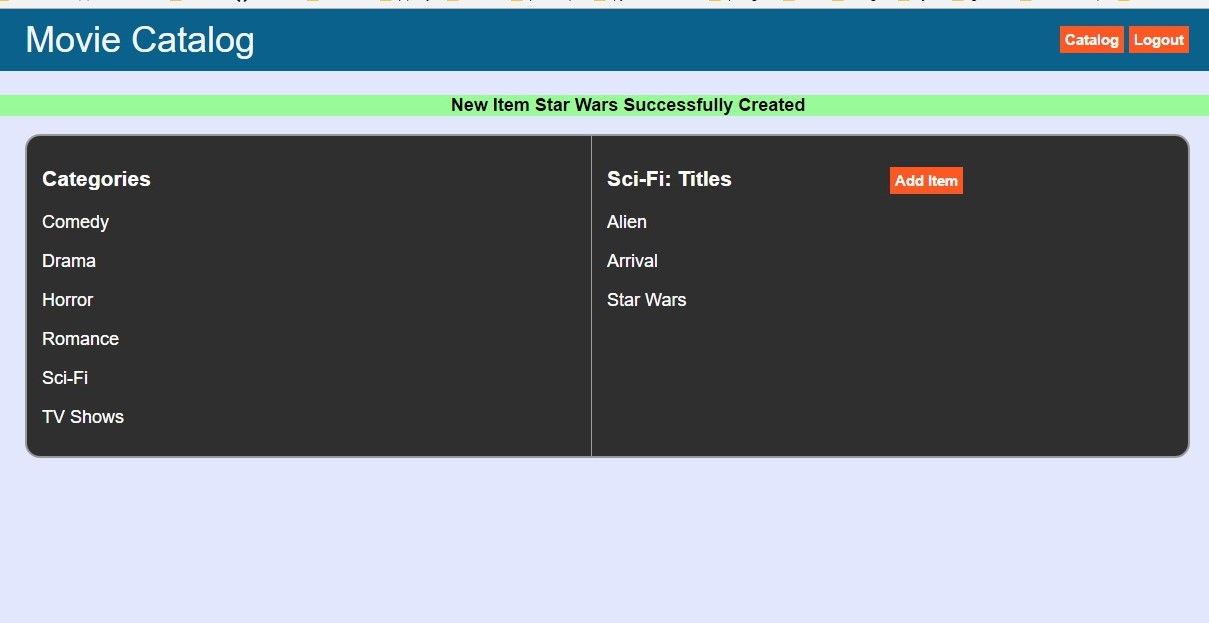 Movie Catalog
Catalog
Logout
New Item Star Wars Successfully Created
Categories
Comedy
Drama
Horror
Romance
Sci-Fi
TV Shows
Sci-Fi: Titles
Add Item
Alien
Arrival
Star Wars